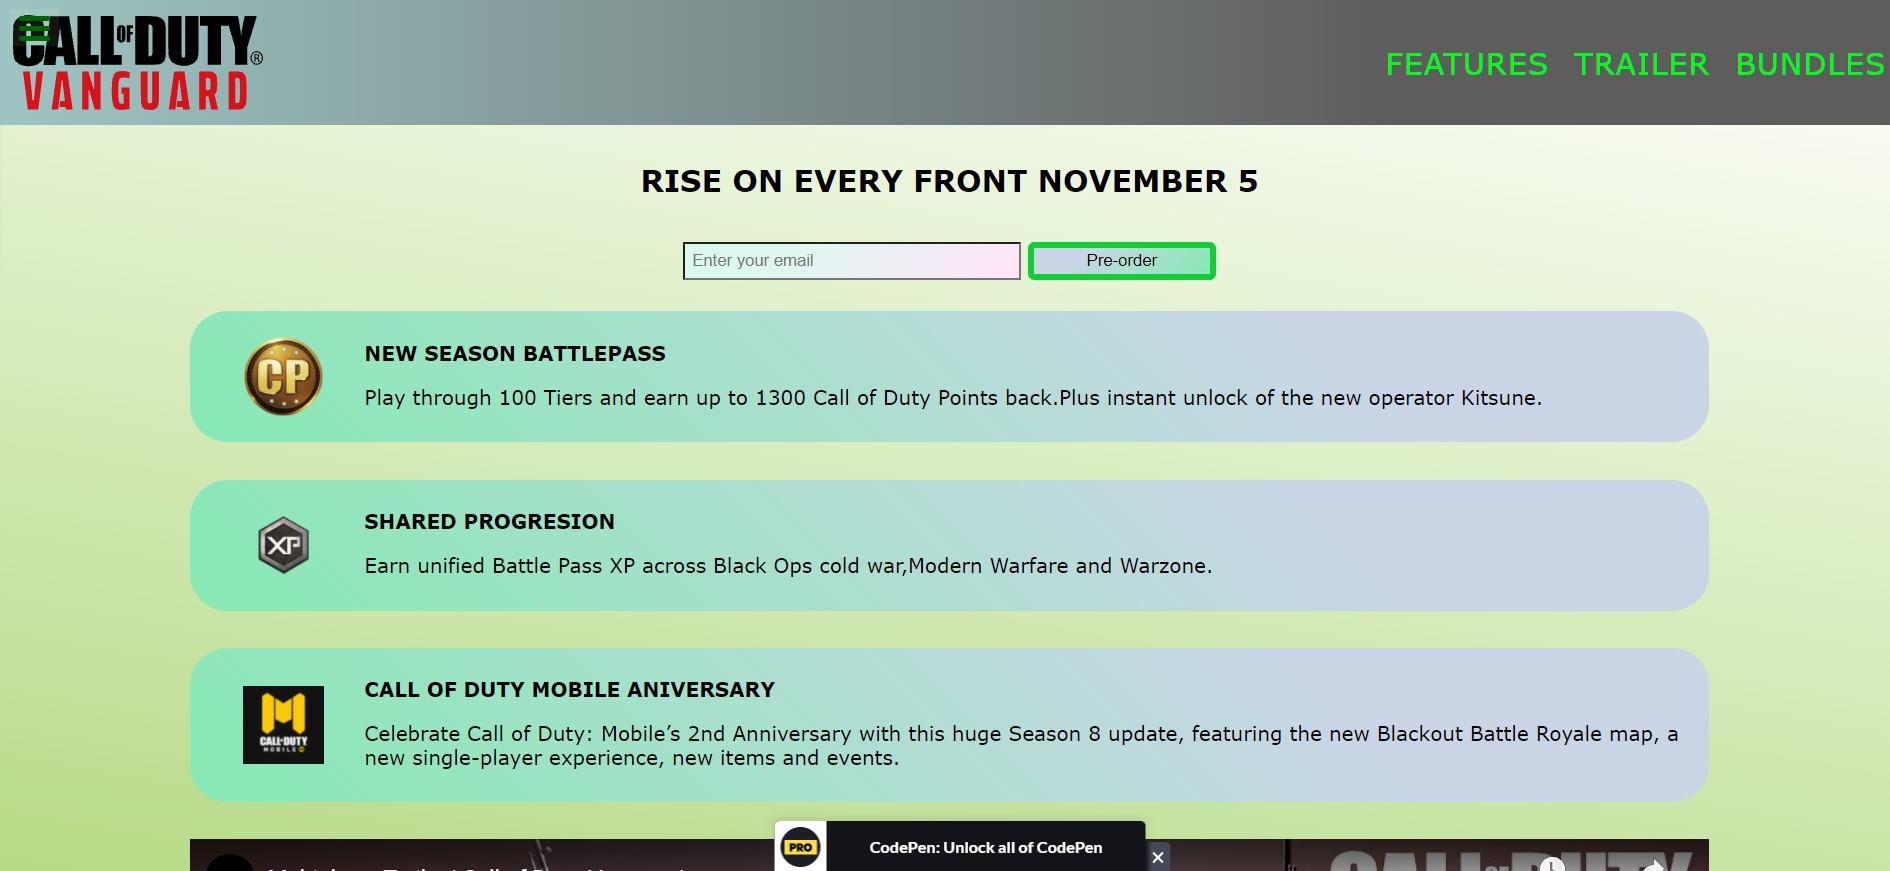 CALL OF DUTY®
VANGUARD
FEATURES TRAILER BUNDLES
RISE ON EVERY FRONT NOVEMBER 5
Enter your email
Pre-order
CP
NEW SEASON BATTLEPASS
Play through 100 Tiers and earn up to 1300 Call of Duty Points back.Plus instant unlock of the new operator Kitsune.
XP
SHARED PROGRESION
Earn unified Battle Pass XP across Black Ops cold war,Modern Warfare and Warzone.
CALL OF DUTY
MOBILE
CALL OF DUTY MOBILE ANIVERSARY
Celebrate Call of Duty: Mobile’s 2nd Anniversary with this huge Season 8 update, featuring the new Blackout Battle Royale map, a
new single-player experience, new items and events.
PRO
CodePen: Unlock all of CodePen
CALL OF DUTY